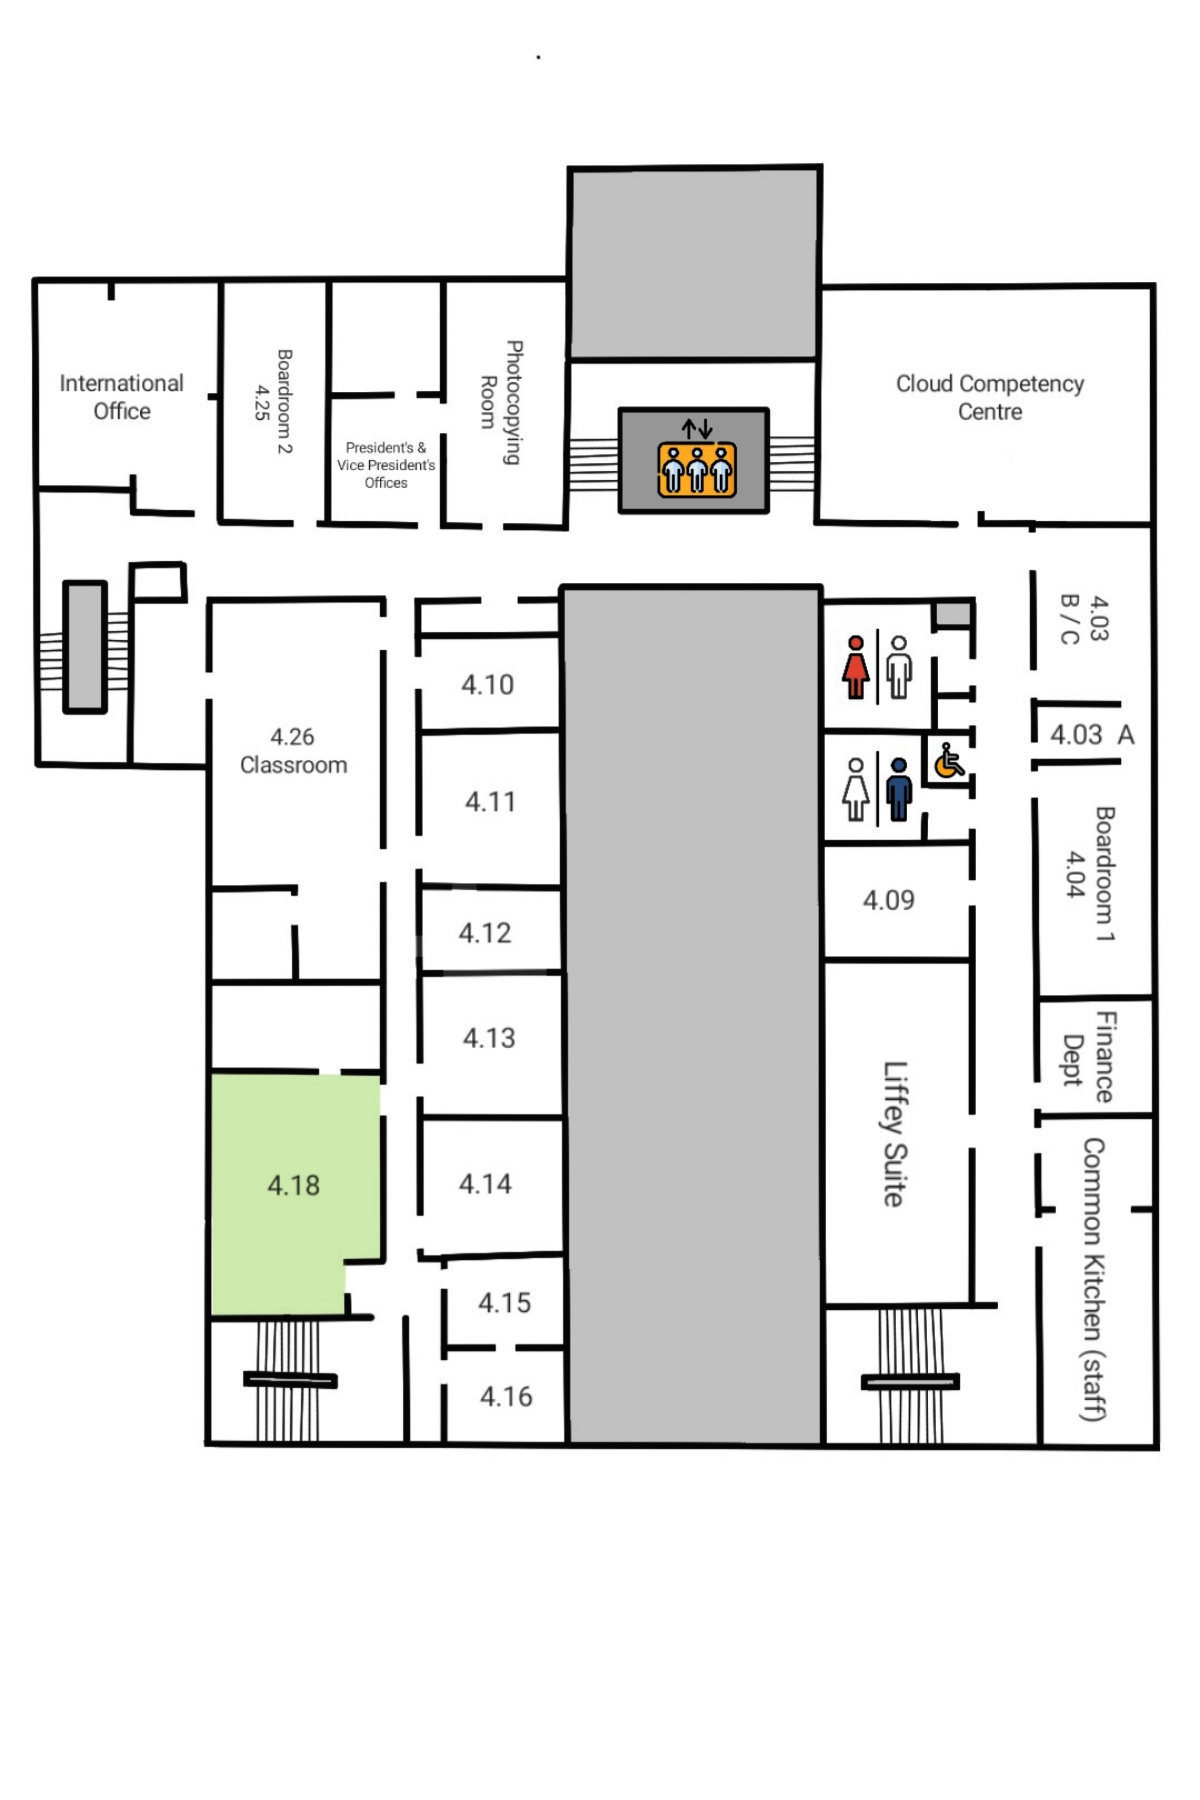 International
Office
Boardroom 2
4.25
President's &
Vice President's
Offices
Photocopying
Room
Cloud Competency
Centre
4.03
B / C
4.03 A
Boardroom 1
4.04
Finance
Dept
Common Kitchen (staff)
4.26
Classroom
4.10
4.11
4.12
4.13
4.14
4.15
4.16
4.18
4.09
Liffey Suite